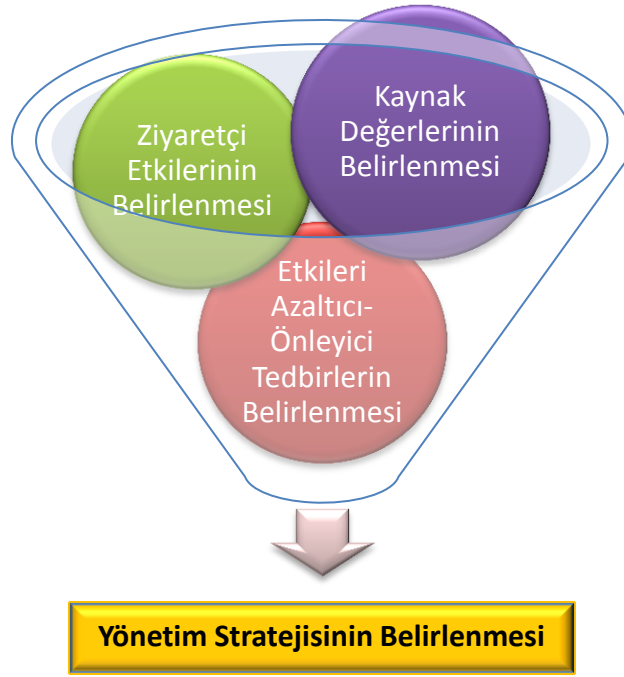 Ziyaretçi
Etkilerinin
Belirlenmesi
Kaynak
Değerlerinin
Belirlenmesi
Etkileri
Azaltıcı-
Önleyici
Tedbirlerin
Belirlenmesi
Yönetim Stratejisinin Belirlenmesi